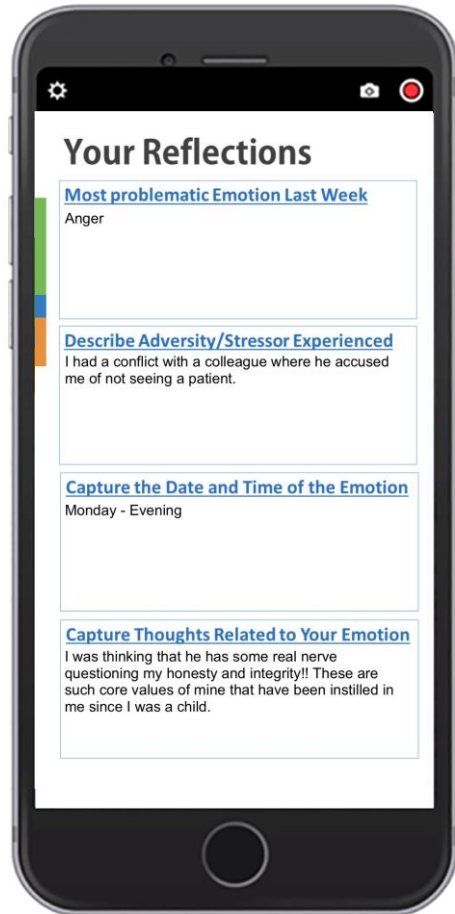 Your Reflections
Most problematic Emotion Last Week
Anger
Describe Adversity/Stressor Experienced
I had a conflict with a colleague where he accused
me of not seeing a patient.
Capture the Date and Time of the Emotion
Monday - Evening
Capture Thoughts Related to Your Emotion
I was thinking that he has some real nerve
questioning my honesty and integrity!! These are
such core values of mine that have been instilled in
me since I was a child.